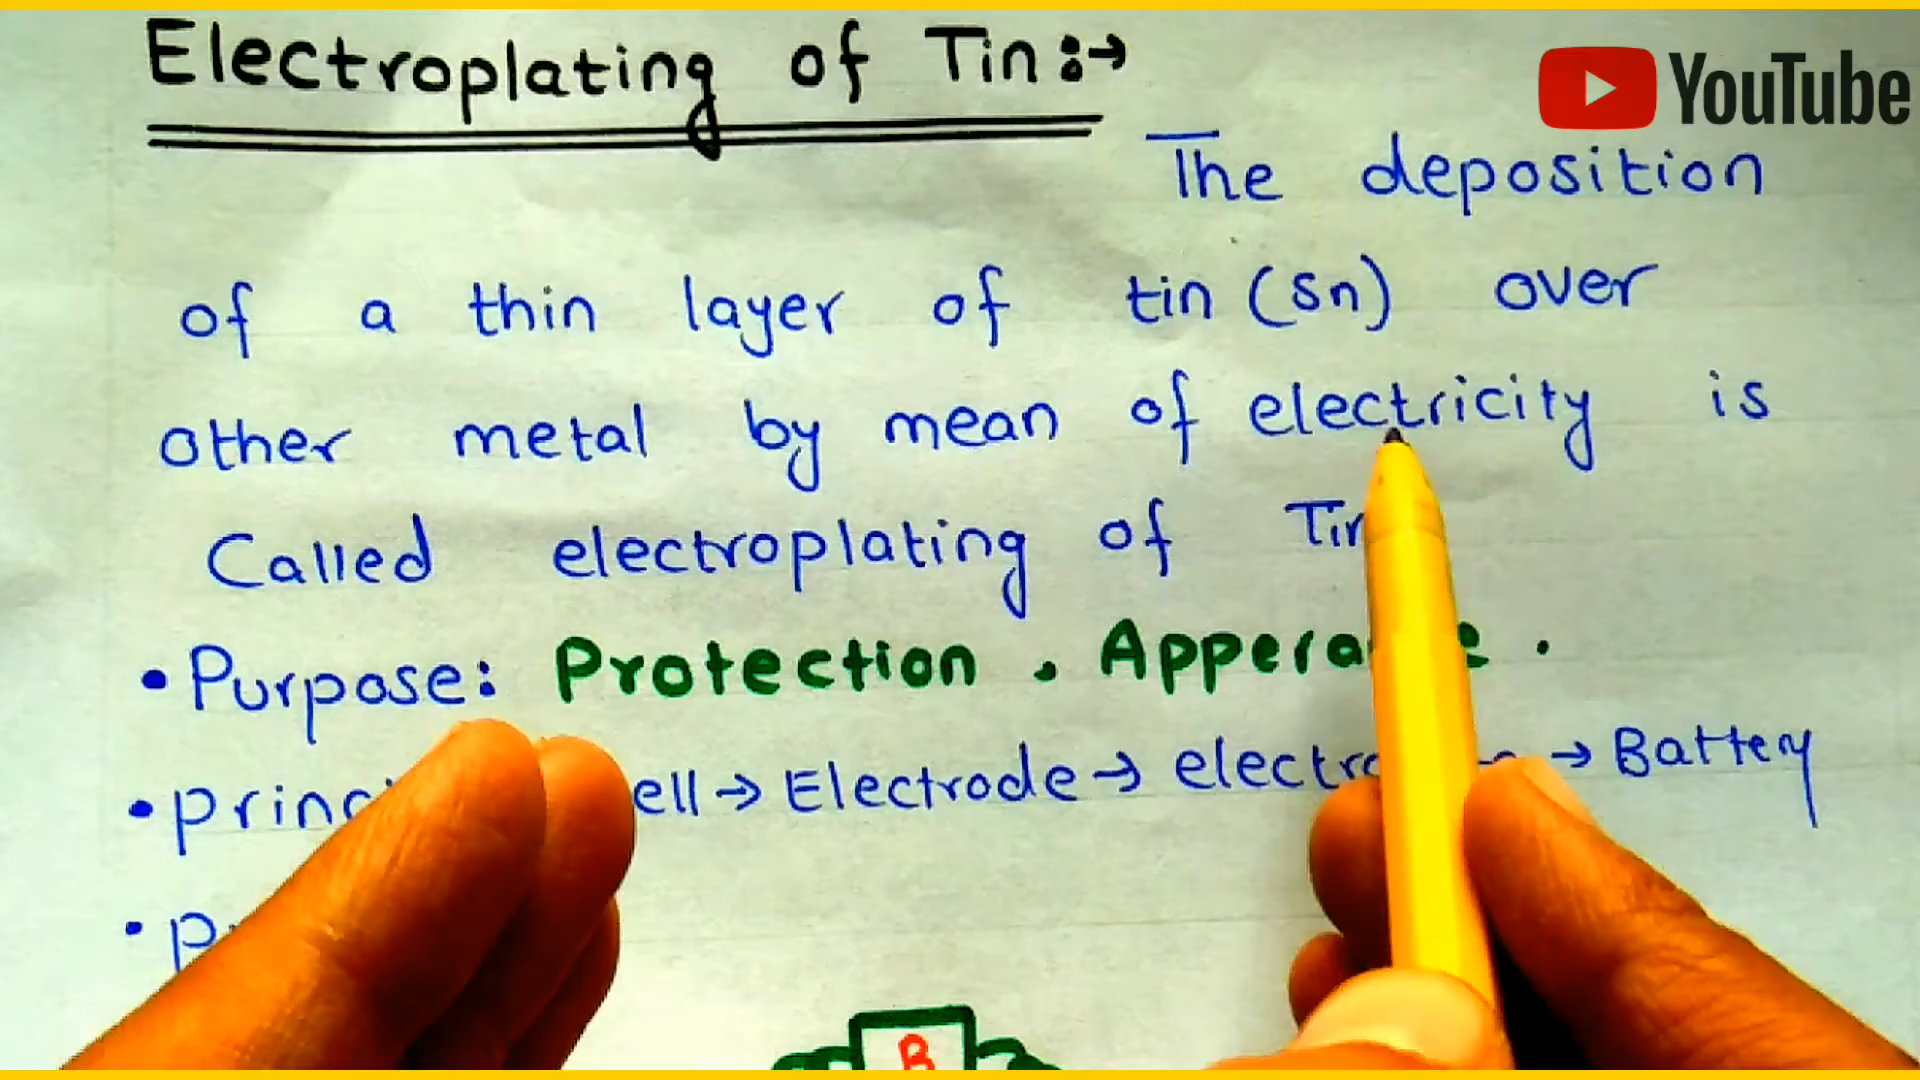 Electroplating of Tin:→
YouTube
The deposition
of a thin layer of tin (Sn) over
other metal by mean of electricity is
Called electroplating of
• Purpose: Protection . .
→ Electrode → → Battery
B